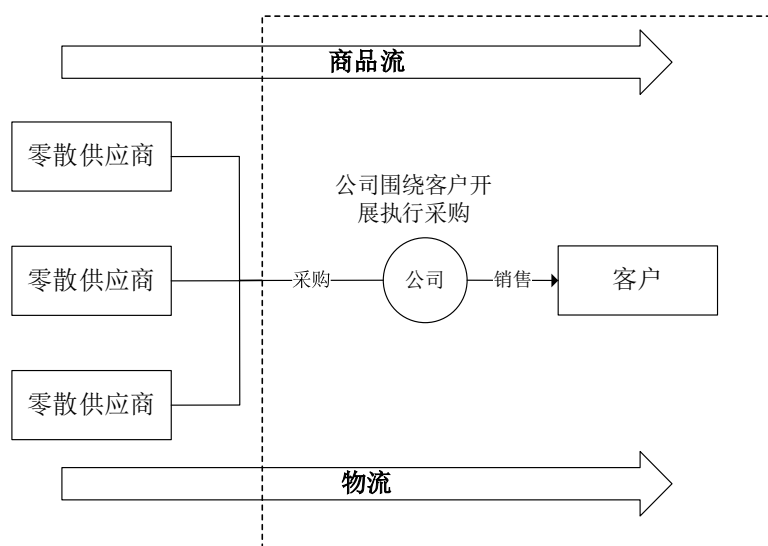 商品流
零散供应商
公司围绕客户开
展执行采购
零散供应商
采购
公司
销售
客户
零散供应商
物流